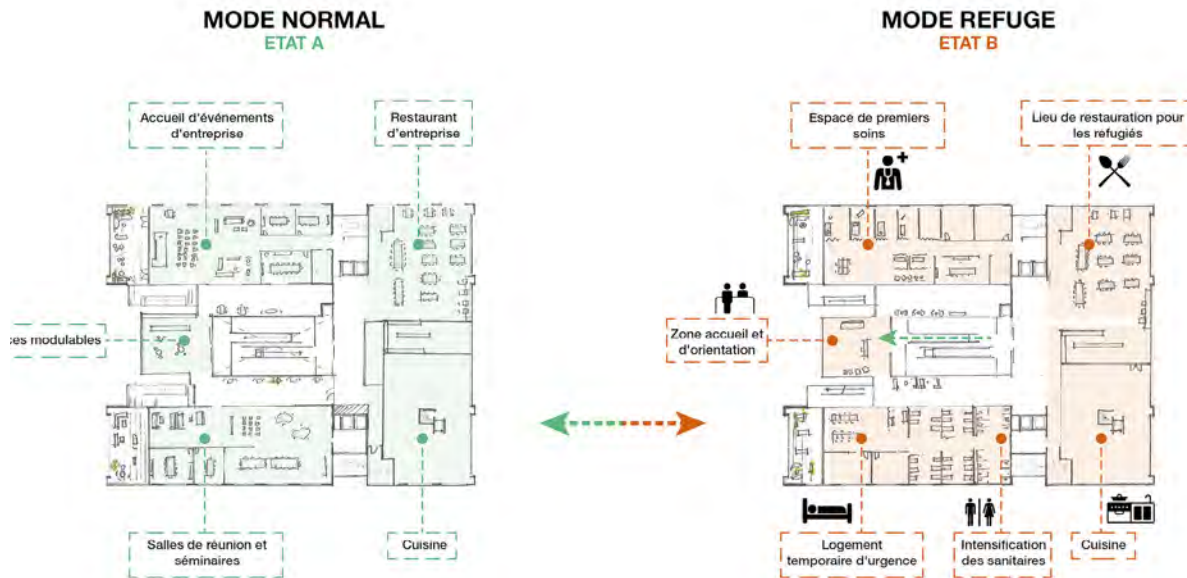 MODE NORMAL
ETAT A
Accueil d'événements
d'entreprise
Restaurant
d'entreprise
ces modulables
Salles de réunion et
séminaires
Cuisine
MODE REFUGE
ETAT B
Espace de premiers
soins
Lieu de restauration pour
les refugiés
Zone accueil et
d'orientation
Logement
temporaire d'urgence
Intensification
des sanitaires
Cuisine